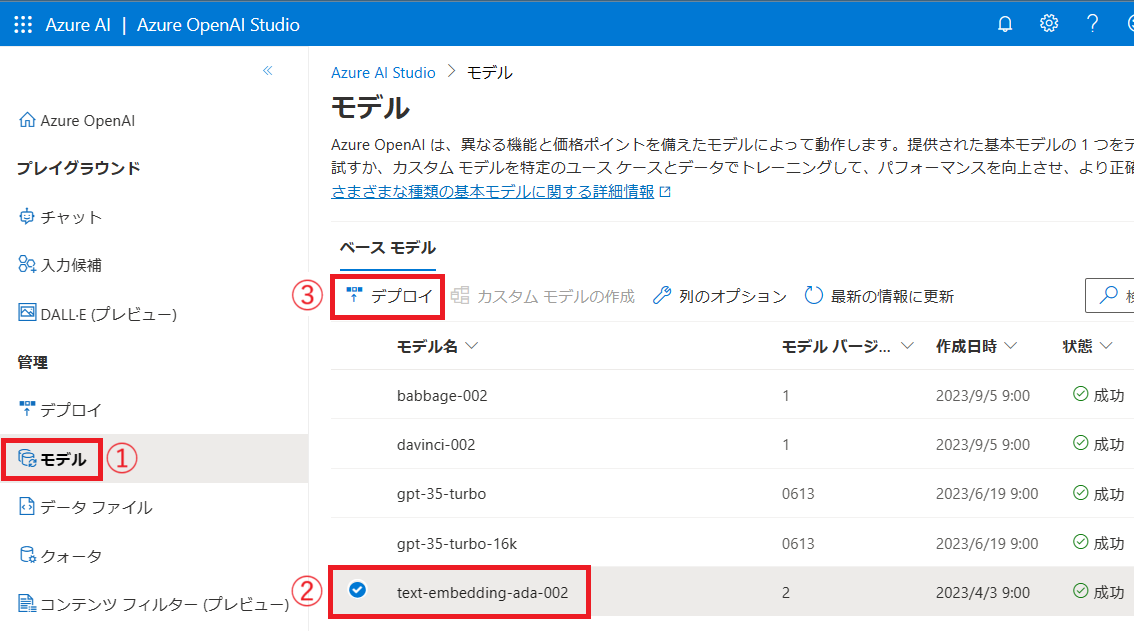 Azure AI | Azure OpenAI Studio
Azure OpenAI
プレイグラウンド
チャット
入力候補
DALL·E (プレビュー)
管理
デプロイ
モデル ①
データ ファイル
クォータ
コンテンツ フィルター (プレビュー)
Azure AI Studio > モデル
モデル
Azure OpenAI は、異なる機能と価格ポイントを備えたモデルによって動作します。提供された基本モデルの 1 つをデ
試すか、カスタム モデルを特定のユース ケースとデータでトレーニングして、パフォーマンスを向上させ、より正確
さまざまな種類の基本モデルに関する詳細情報
ベース モデル
③ デプロイ カスタム モデルの作成 列のオプション 最新の情報に更新
モデル名 モデル バージ... 作成日時 状態
babbage-002 1 2023/9/5 9:00 成功
davinci-002 1 2023/9/5 9:00 成功
gpt-35-turbo 0613 2023/6/19 9:00 成功
gpt-35-turbo-16k 0613 2023/6/19 9:00 成功
② text-embedding-ada-002 2 2023/4/3 9:00 成功